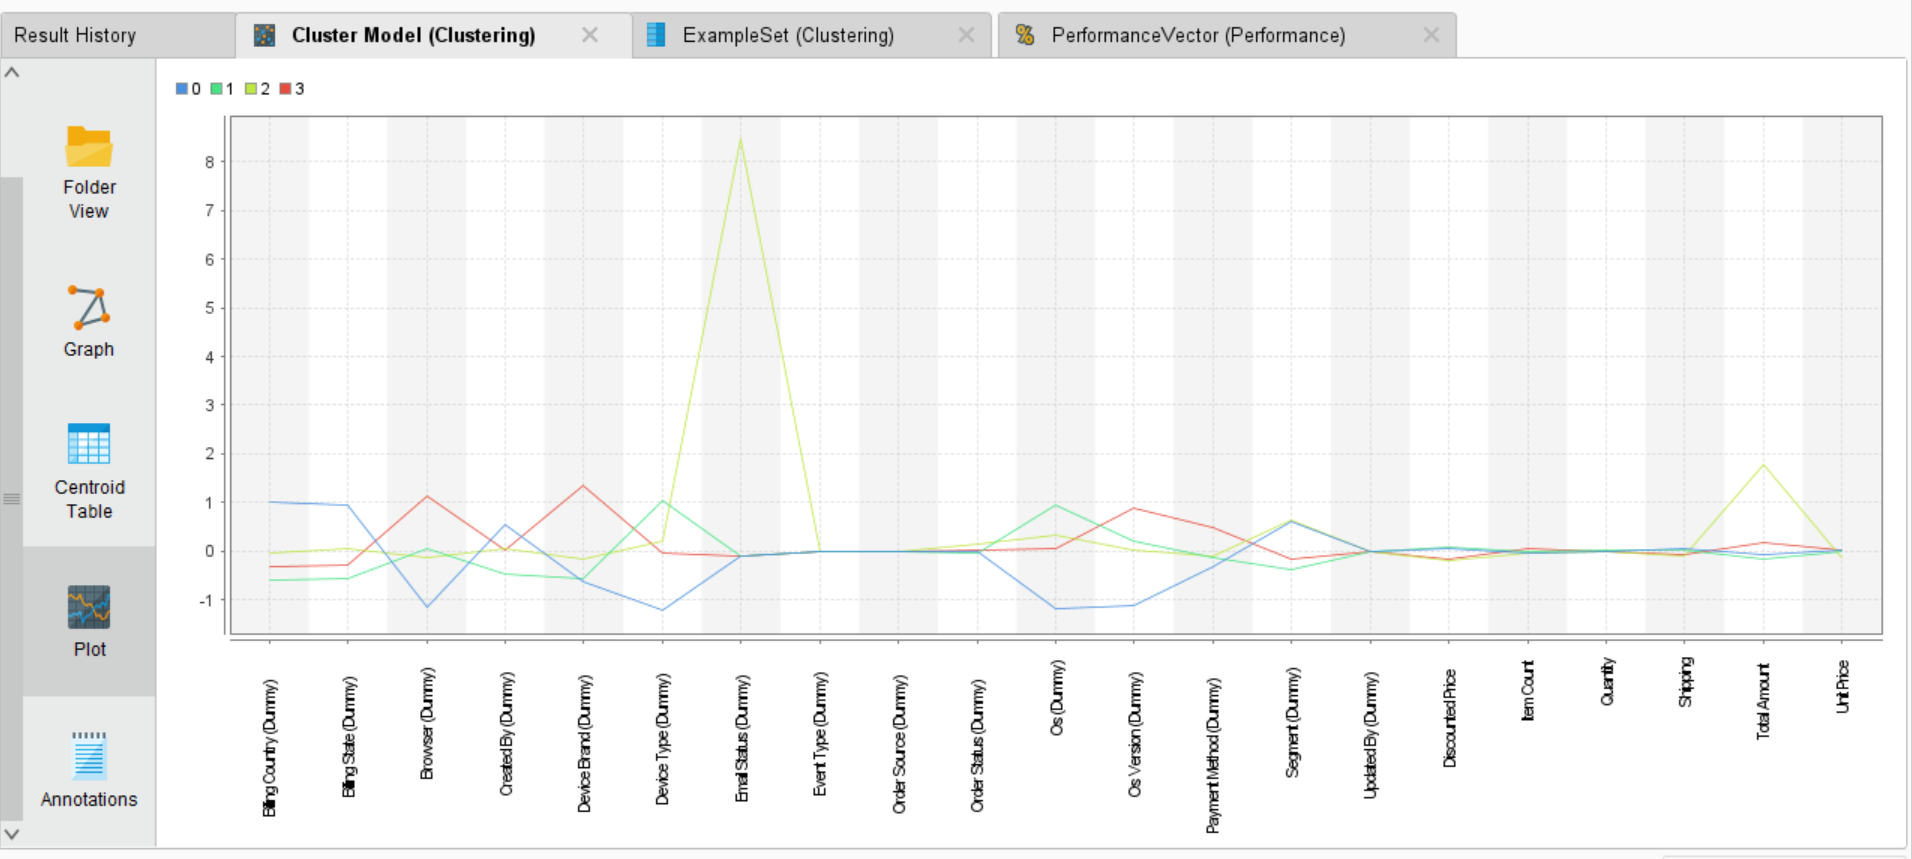 Result History
Cluster Model (Clustering)
ExampleSet (Clustering)
PerformanceVector (Performance)
Folder
View
Graph
Centroid
Table
Plot
Annotations
0 1 2 3
8
7
6
5
4
3
2
1
0
-1
Billing Country (Dummy)
Billing State (Dummy)
Browser (Dummy)
Created By (Dummy)
Device Brand (Dummy)
Device Type (Dummy)
Email Status (Dummy)
Event Type (Dummy)
Order Source (Dummy)
Order Status (Dummy)
Os (Dummy)
Os Version (Dummy)
Payment Method (Dummy)
Segment (Dummy)
Updated By (Dummy)
Discounted Price
Item Count
Quantity
Shipping
Total Amount
Unit Price